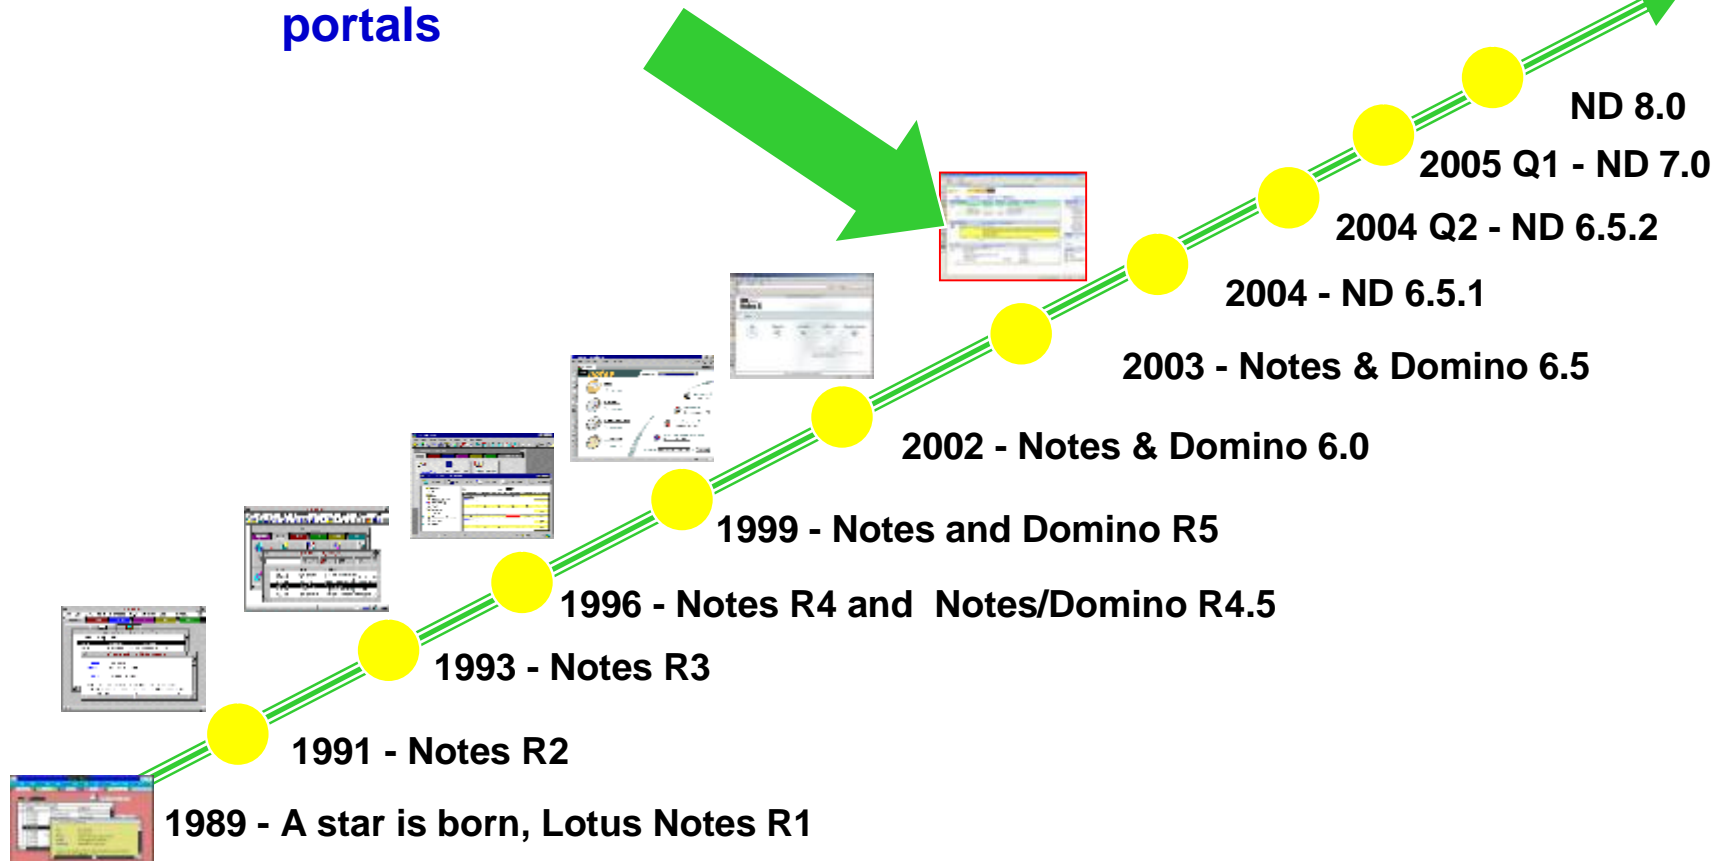 portals
ND 8.0
2005 Q1 - ND 7.0
2004 Q2 - ND 6.5.2
2004 - ND 6.5.1
2003 - Notes & Domino 6.5
2002 - Notes & Domino 6.0
1999 - Notes and Domino R5
1996 - Notes R4 and  Notes/Domino R4.5
1993 - Notes R3
1991 - Notes R2
1989 - A star is born, Lotus Notes R1